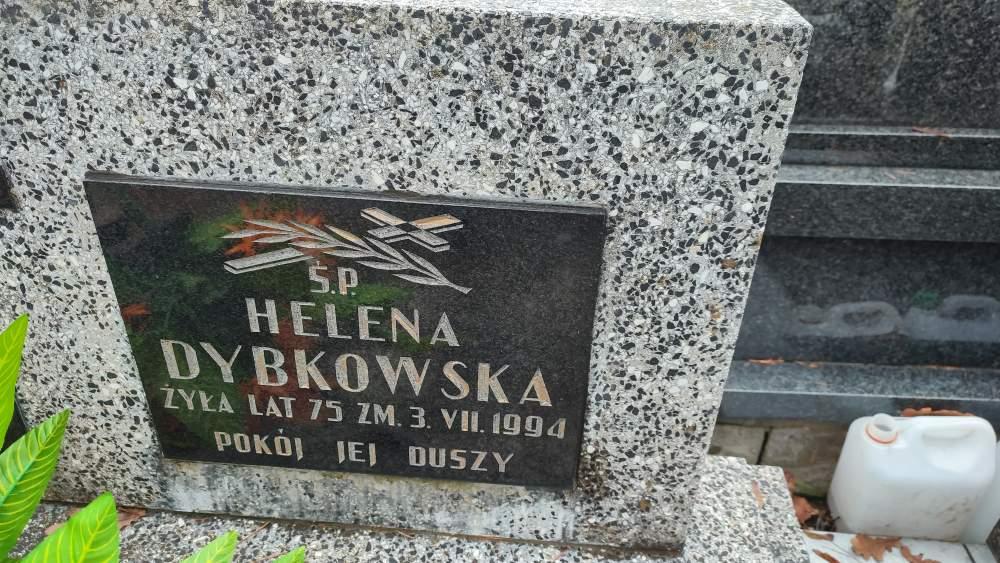 Ś.P.
HELENA
DYBKOWSKA
ŻYŁA LAT 75 ZM. 3. VII. 1994
POKÓJ JEJ DUSZY